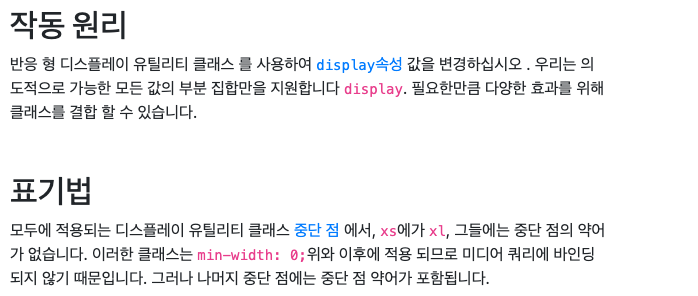 작동 원리
반응 형 디스플레이 유틸리티 클래스 를 사용하여 display속성 값을 변경하십시오 . 우리는 의
도적으로 가능한 모든 값의 부분 집합만을 지원합니다 display. 필요한만큼 다양한 효과를 위해
클래스를 결합 할 수 있습니다.
표기법
모두에 적용되는 디스플레이 유틸리티 클래스 중단 점 에서, xs에가 xl, 그들에는 중단 점의 약어
가 없습니다. 이러한 클래스는 min-width: 0;위와 이후에 적용 되므로 미디어 쿼리에 바인딩
되지 않기 때문입니다. 그러나 나머지 중단 점에는 중단 점 약어가 포함됩니다.